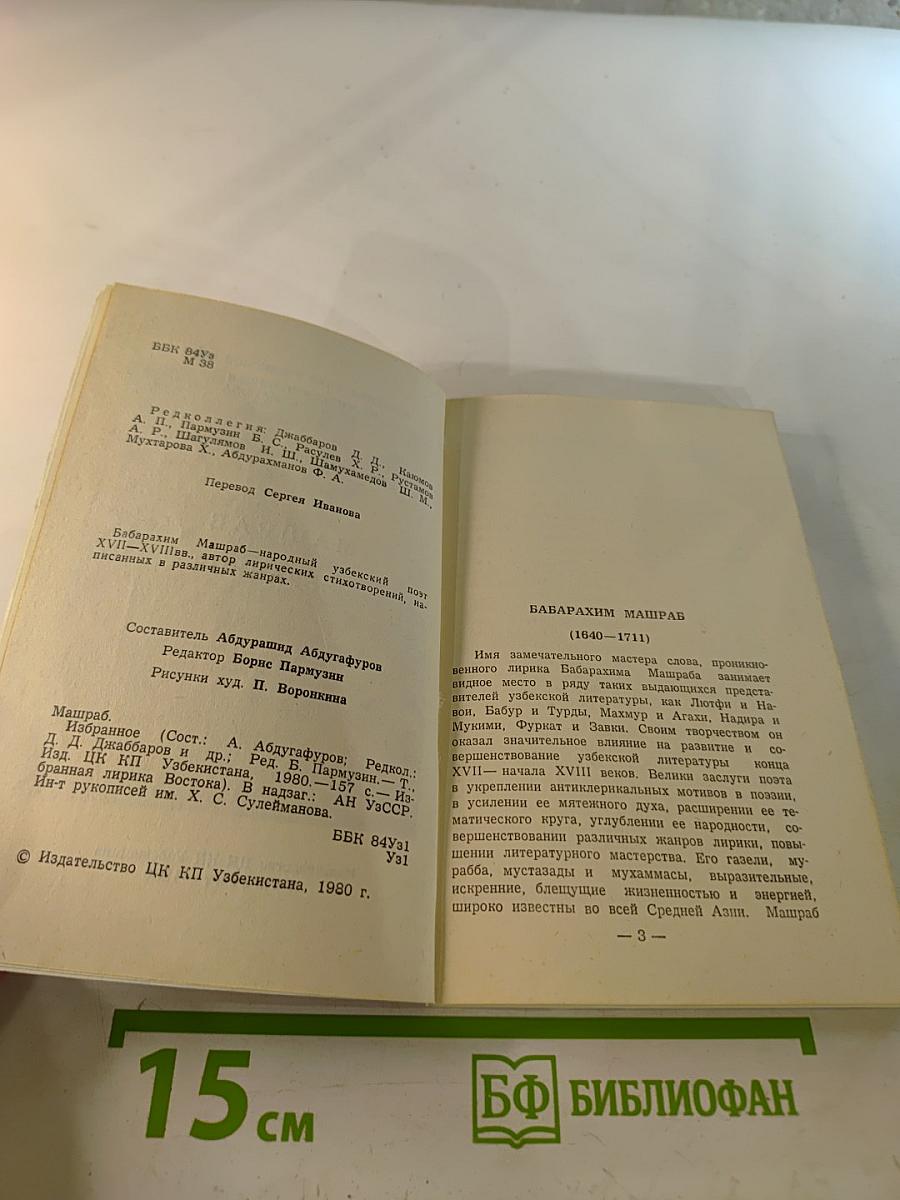 ББК 84Уз
М 38
Редколлегия: Джаббаров Д. Д., Каюмов
А. П., Пармузин Б. С., Расулев Х. Р., Рустамов
А. Р., Шагулямов И. Ш., Шамухамедов Ш. М.,
Мухтарова Х., Абдурахманов Ф. А.
Перевод Сергея Иванова
Бабарахим Машраб—народный узбекский поэт
XVII—XVIIIвв., автор лирических стихотворений, на-
писанных в различных жанрах.
Составитель Абдурашид Абдугафуров
Редактор Борис Пармузин
Рисунки худ. П. Воронкина
Машраб.
Избранное (Сост.: А. Абдугафуров; Редкол.:
Д. Д. Джаббаров и др.; Ред. Б. Пармузин.— Т.,
Изд. ЦК КП Узбекистана, 1980.—157 с.— Из-
бранная лирика Востока). В надзаг.: АН УзССР.
Ин-т рукописей им. Х. С. Сулейманова.
ББК 84Уз1
Уз1
© Издательство ЦК КП Узбекистана, 1980 г.
БАБАРАХИМ МАШРАБ
(1640—1711)
Имя замечательного мастера слова, проникно-
венного лирика Бабарахима Машраба занимает
видное место в ряду таких выдающихся предста-
вителей узбекской литературы, как Лютфи и На-
вои, Бабур и Турды, Махмур и Агахи, Надира и
Мукими, Фуркат и Завки. Своим творчеством он
оказал значительное влияние на развитие и со-
вершенствование узбекской литературы конца
XVII— начала XVIII веков. Велики заслуги поэта
в укреплении антиклерикальных мотивов в поэзии,
в усилении ее мятежного духа, расширении ее те-
матического круга, углублении ее народности, со-
вершенствовании различных жанров лирики, повы-
шении литературного мастерства. Его газели, му-
рабба, мустазады и мухаммасы, выразительные,
искренние, блещущие жизненностью и энергией,
широко известны во всей Средней Азии. Машраб
— 3 —
15 см
БФ БИБЛИОФАН